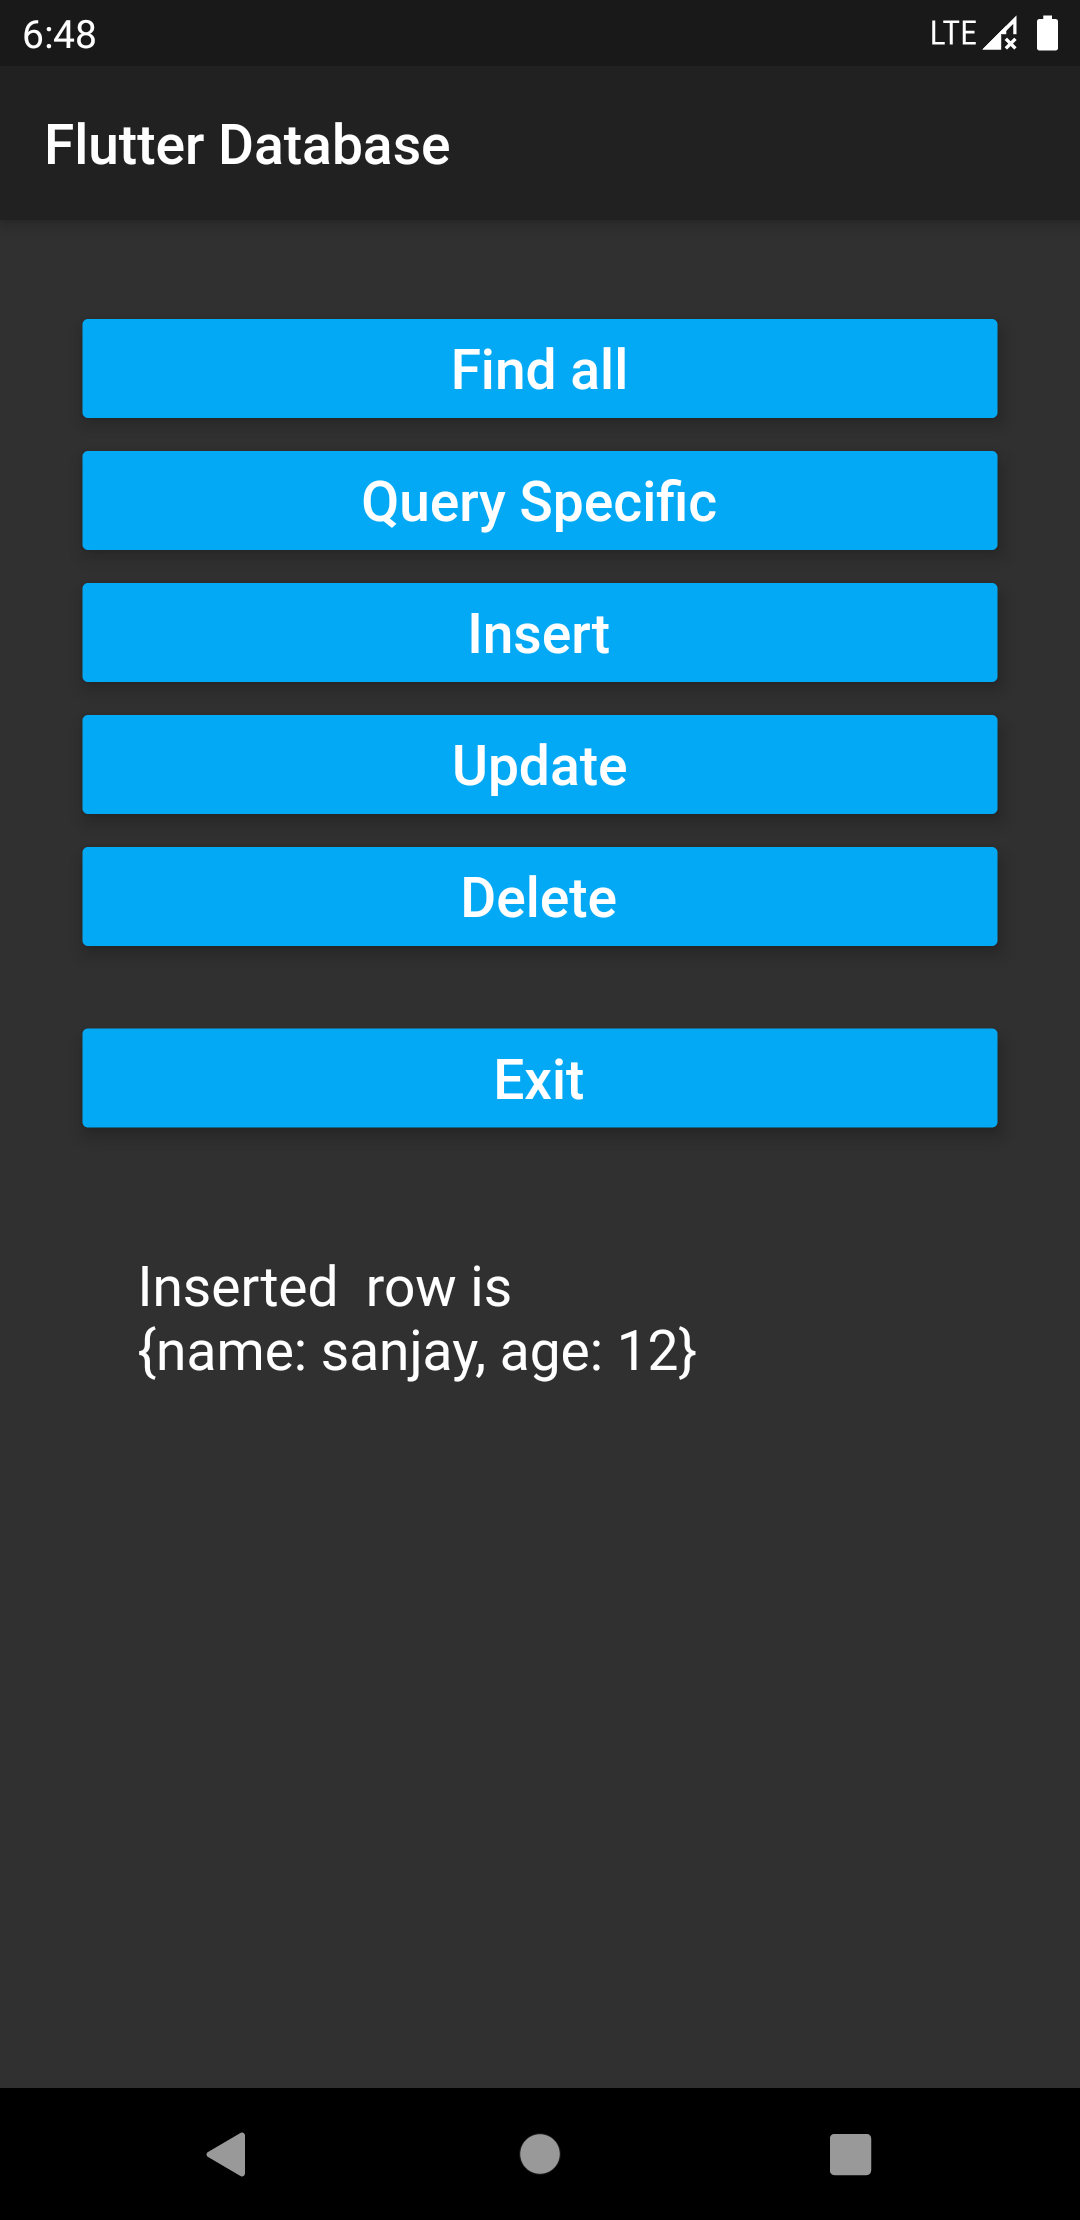 6:48 LTE
Flutter Database
Find all
Query Specific
Insert
Update
Delete
Exit
Inserted  row is
{name: sanjay, age: 12}